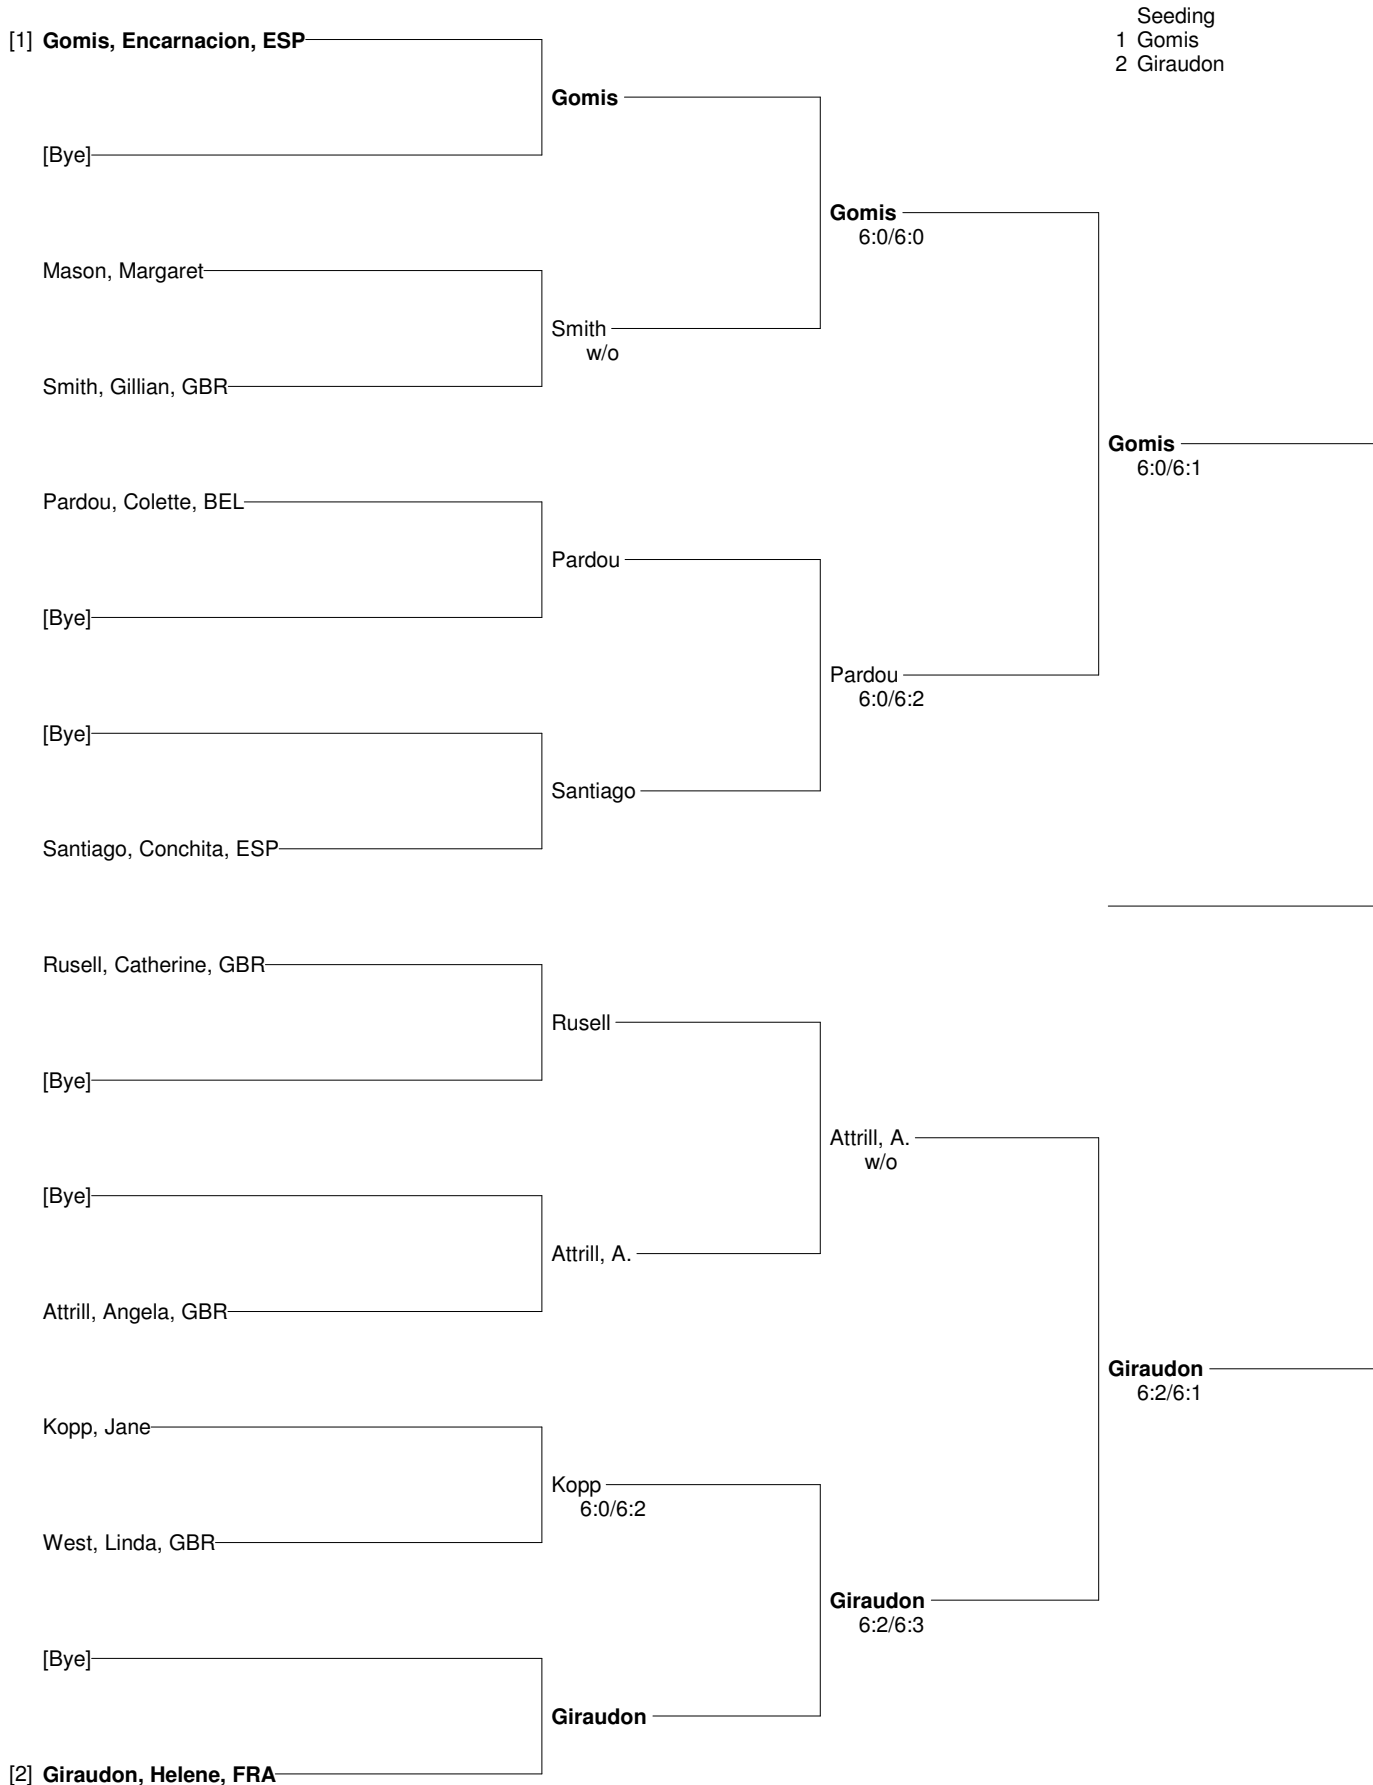 Seeding
1 Gomis
2 Giraudon
[1] Gomis, Encarnacion, ESP
Gomis
[Bye]
Gomis
6:0/6:0
Mason, Margaret
Smith
w/o
Smith, Gillian, GBR
Gomis
6:0/6:1
Pardou, Colette, BEL
Pardou
[Bye]
Pardou
6:0/6:2
[Bye]
Santiago
Santiago, Conchita, ESP
Rusell, Catherine, GBR
Rusell
[Bye]
Attrill, A.
w/o
[Bye]
Attrill, A.
Attrill, Angela, GBR
Giraudon
6:2/6:1
Kopp, Jane
Kopp
6:0/6:2
West, Linda, GBR
Giraudon
6:2/6:3
[Bye]
Giraudon
[2] Giraudon, Helene, FRA